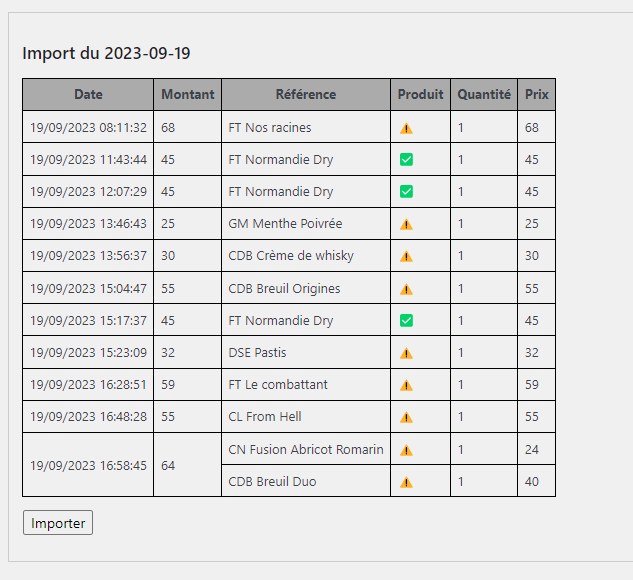 Import du 2023-09-19
Date Montant Référence Produit Quantité Prix
19/09/2023 08:11:32 68 FT Nos racines 1 68
19/09/2023 11:43:44 45 FT Normandie Dry 1 45
19/09/2023 12:07:29 45 FT Normandie Dry 1 45
19/09/2023 13:46:43 25 GM Menthe Poivrée 1 25
19/09/2023 13:56:37 30 CDB Crème de whisky 1 30
19/09/2023 15:04:47 55 CDB Breuil Origines 1 55
19/09/2023 15:17:37 45 FT Normandie Dry 1 45
19/09/2023 15:23:09 32 DSE Pastis 1 32
19/09/2023 16:28:51 59 FT Le combattant 1 59
19/09/2023 16:48:28 55 CL From Hell 1 55
19/09/2023 16:58:45 64 CN Fusion Abricot Romarin 1 24
CDB Breuil Duo 1 40
Importer